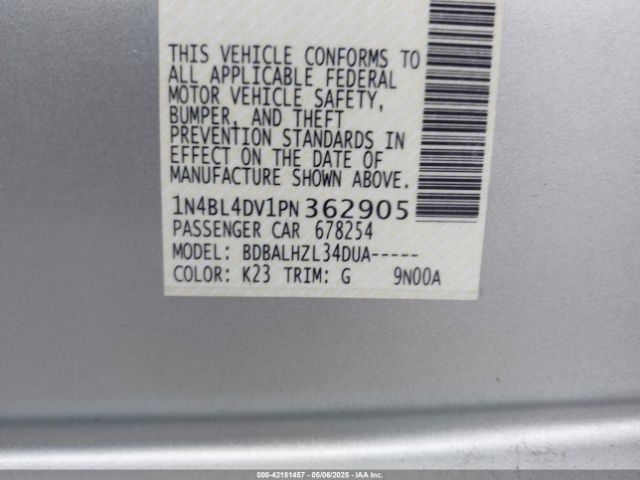 THIS VEHICLE CONFORMS TO
ALL APPLICABLE FEDERAL
MOTOR VEHICLE SAFETY,
BUMPER, AND THEFT
PREVENTION STANDARDS IN
EFFECT ON THE DATE OF
MANUFACTURE SHOWN ABOVE.
1N4BL4DV1PN362905
PASSENGER CAR 678254
MODEL: BDBALHZL34DUA-----
COLOR: K23 TRIM: G 9N00A
000-42181457 - 05/06/2025 - IAA Inc.